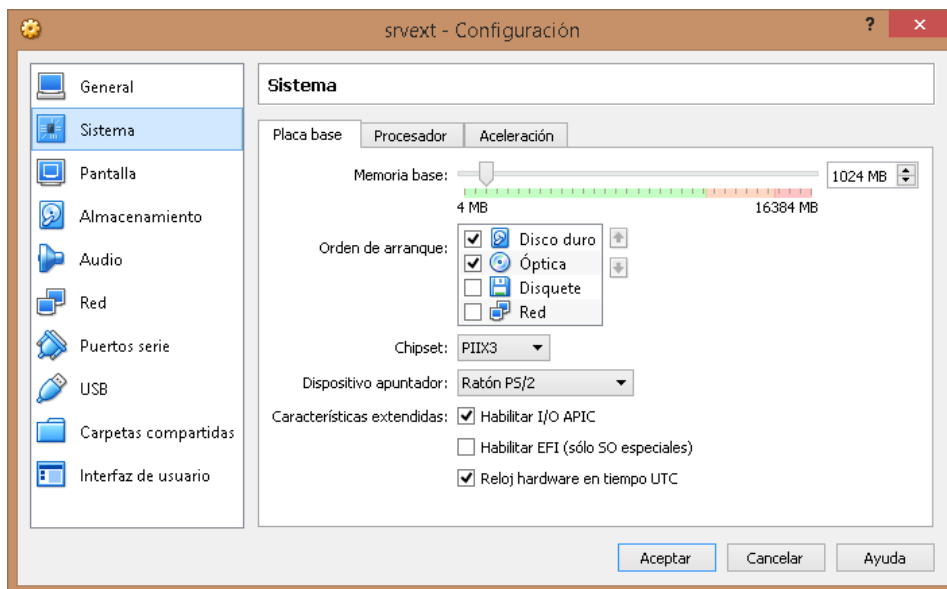 srvext - Configuración
?
×
General
Sistema
Pantalla
Almacenamiento
Audio
Red
Puertos serie
USB
Carpetas compartidas
Interfaz de usuario
Sistema
Placa base Procesador Aceleración
Memoria base: 1024 MB
4 MB 16384 MB
Orden de arranque: Disco duro
Óptica
Disquete
Red
Chipset: PIIX3
Dispositivo apuntador: Ratón PS/2
Características extendidas: Habilitar I/O APIC
Habilitar EFI (sólo SO especiales)
Reloj hardware en tiempo UTC
Aceptar Cancelar Ayuda